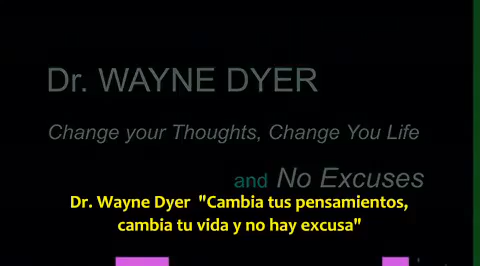 Dr. WAYNE DYER
Change your Thoughts, Change You Life
and No Excuses
Dr. Wayne Dyer "Cambia tus pensamientos,
cambia tu vida y no hay excusa"